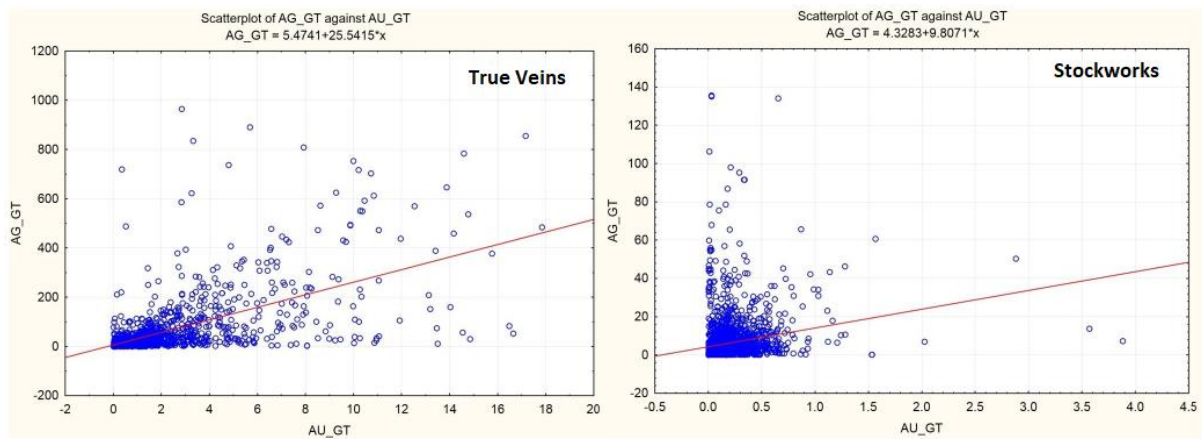 Scatterplot of AG_GT against AU_GT
AG_GT = 5.4741+25.5415*x
True Veins
1200
1000
800
600
400
200
0
-200
AG_GT
-2 0 2 4 6 8 10 12 14 16 18 20
AU_GT
Scatterplot of AG_GT against AU_GT
AG_GT = 4.3283+9.8071*x
Stockworks
160
140
120
100
80
60
40
20
0
-20
AG_GT
-0.5 0.0 0.5 1.0 1.5 2.0 2.5 3.0 3.5 4.0 4.5
AU_GT